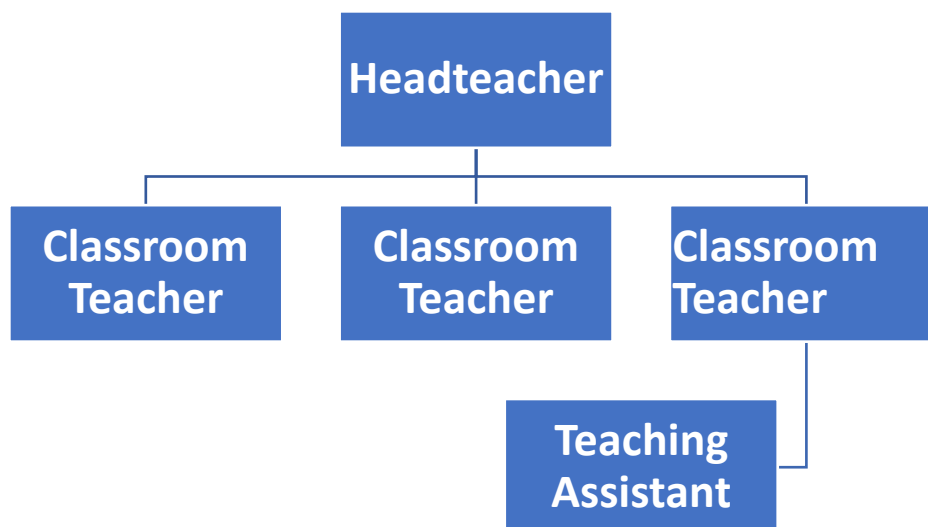 Headteacher
Classroom
Teacher
Classroom
Teacher
Classroom
Teacher
Teaching
Assistant